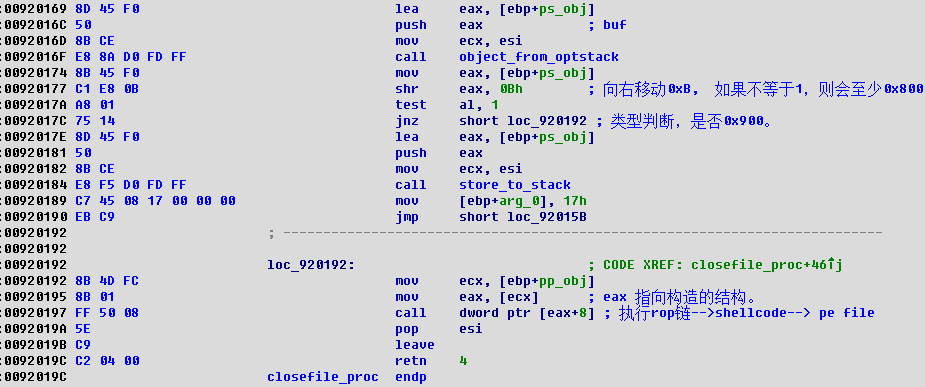 :00920169 8D 45 F0 lea eax, [ebp+ps_obj]
:0092016C 50 push eax ; buf
:0092016D 8B CE mov ecx, esi
:0092016F E8 8A D0 FD FF call object_from_optstack
:00920174 8B 45 F0 mov eax, [ebp+ps_obj]
:00920177 C1 E8 0B shr eax, 0Bh ; 向右移动0xB， 如果不等于1，则会至少0x800
:0092017A A8 01 test al, 1
:0092017C 75 14 jnz short loc_920192 ; 类型判断，是否0x900。
:0092017E 8D 45 F0 lea eax, [ebp+ps_obj]
:00920181 50 push eax
:00920182 8B CE mov ecx, esi
:00920184 E8 F5 D0 FD FF call store_to_stack
:00920189 C7 45 08 17 00 00 00 mov [ebp+arg_0], 17h
:00920190 EB C9 jmp short loc_92015B
:00920192 ; ---------------------------------------------------------------------------
:00920192
:00920192 loc_920192: ; CODE XREF: closefile_proc+46↑j
:00920192 8B 4D FC mov ecx, [ebp+pp_obj]
:00920195 8B 01 mov eax, [ecx] ; eax 指向构造的结构。
:00920197 FF 50 08 call dword ptr [eax+8] ; 执行rop链-->shellcode--> pe file
:0092019A 5E pop esi
:0092019B C9 leave
:0092019C C2 04 00 retn 4
:0092019C closefile_proc endp